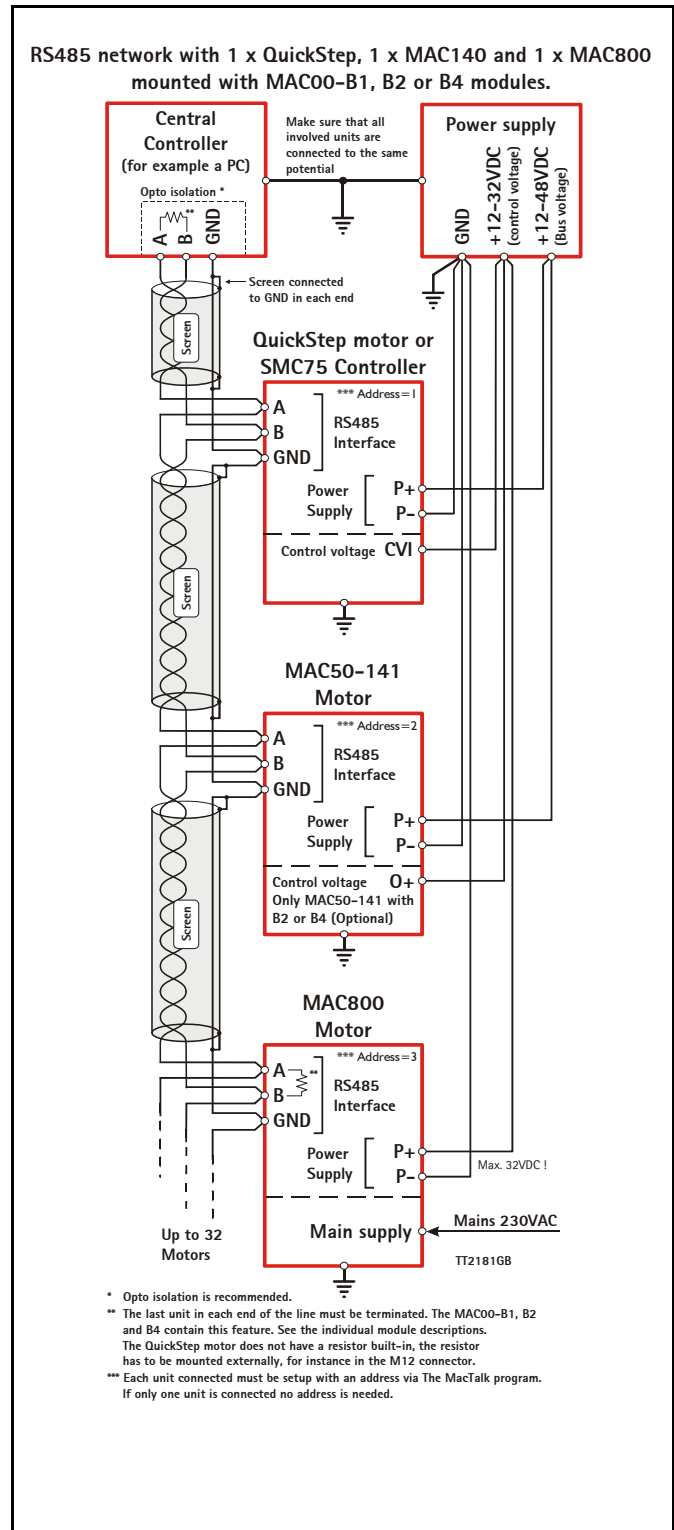 RS485 network with 1 x QuickStep, 1 x MAC140 and 1 x MAC800
mounted with MAC00-B1, B2 or B4 modules.
Central
Controller
(for example a PC)
Opto isolation *
**
A
B
GND
Make sure that all
involved units are
connected to the same
potential
Power supply
GND
+12-32VDC
(control voltage)
+12-48VDC
(Bus voltage)
Screen connected
to GND in each end
Screen
QuickStep motor or
SMC75 Controller
*** Address=1
A
B
GND
RS485
Interface
Power
Supply
P+
P-
Control voltage CVI
Screen
MAC50-141
Motor
*** Address=2
A
B
GND
RS485
Interface
Power
Supply
P+
P-
Control voltage O+
Only MAC50-141 with
B2 or B4 (Optional)
Screen
MAC800
Motor
*** Address=3
A
**
B
GND
RS485
Interface
Power
Supply
P+
P-
Max. 32VDC !
Main supply
Mains 230VAC
Up to 32
Motors
TT2181GB
* Opto isolation is recommended.
** The last unit in each end of the line must be terminated. The MAC00-B1, B2
and B4 contain this feature. See the individual module descriptions.
The QuickStep motor does not have a resistor built-in, the resistor
has to be mounted externally, for instance in the M12 connector.
*** Each unit connected must be setup with an address via The MacTalk program.
If only one unit is connected no address is needed.